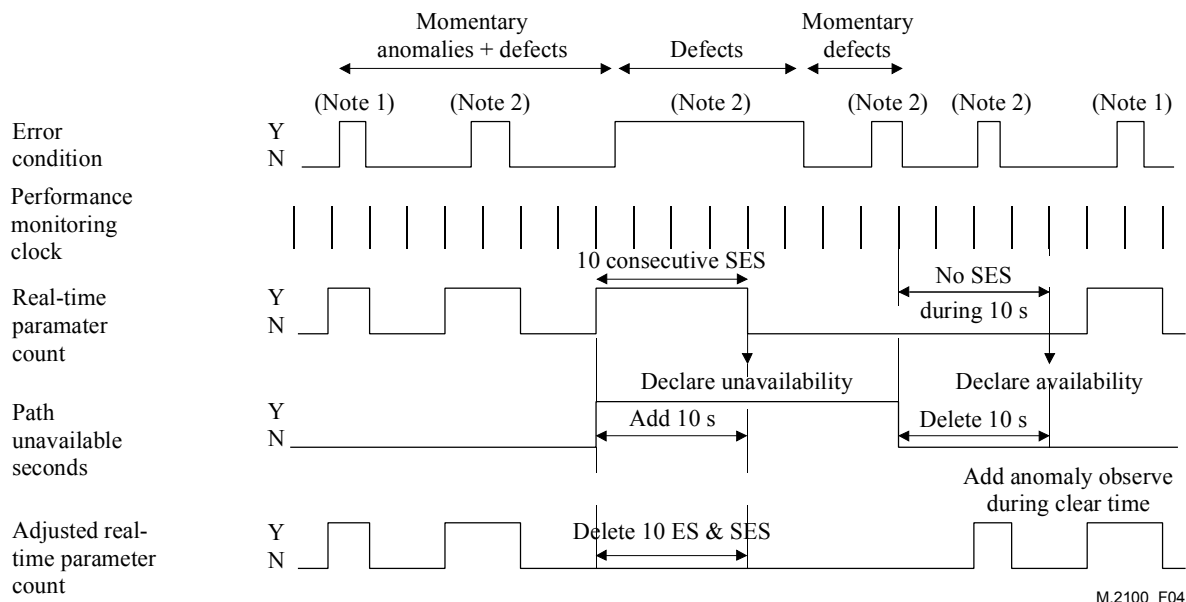 Momentary
anomalies + defects
Defects
Momentary
defects
(Note 1)
(Note 2)
(Note 2)
(Note 2)
(Note 2)
(Note 1)
Error
condition
Y
N
Performance
monitoring
clock
10 consecutive SES
No SES
during 10 s
Real-time
paramater
count
Y
N
Declare unavailability
Declare availability
Path
unavailable
seconds
Y
N
Add 10 s
Delete 10 s
Add anomaly observe
during clear time
Adjusted real-
time parameter
count
Y
N
Delete 10 ES & SES
M.2100_F04